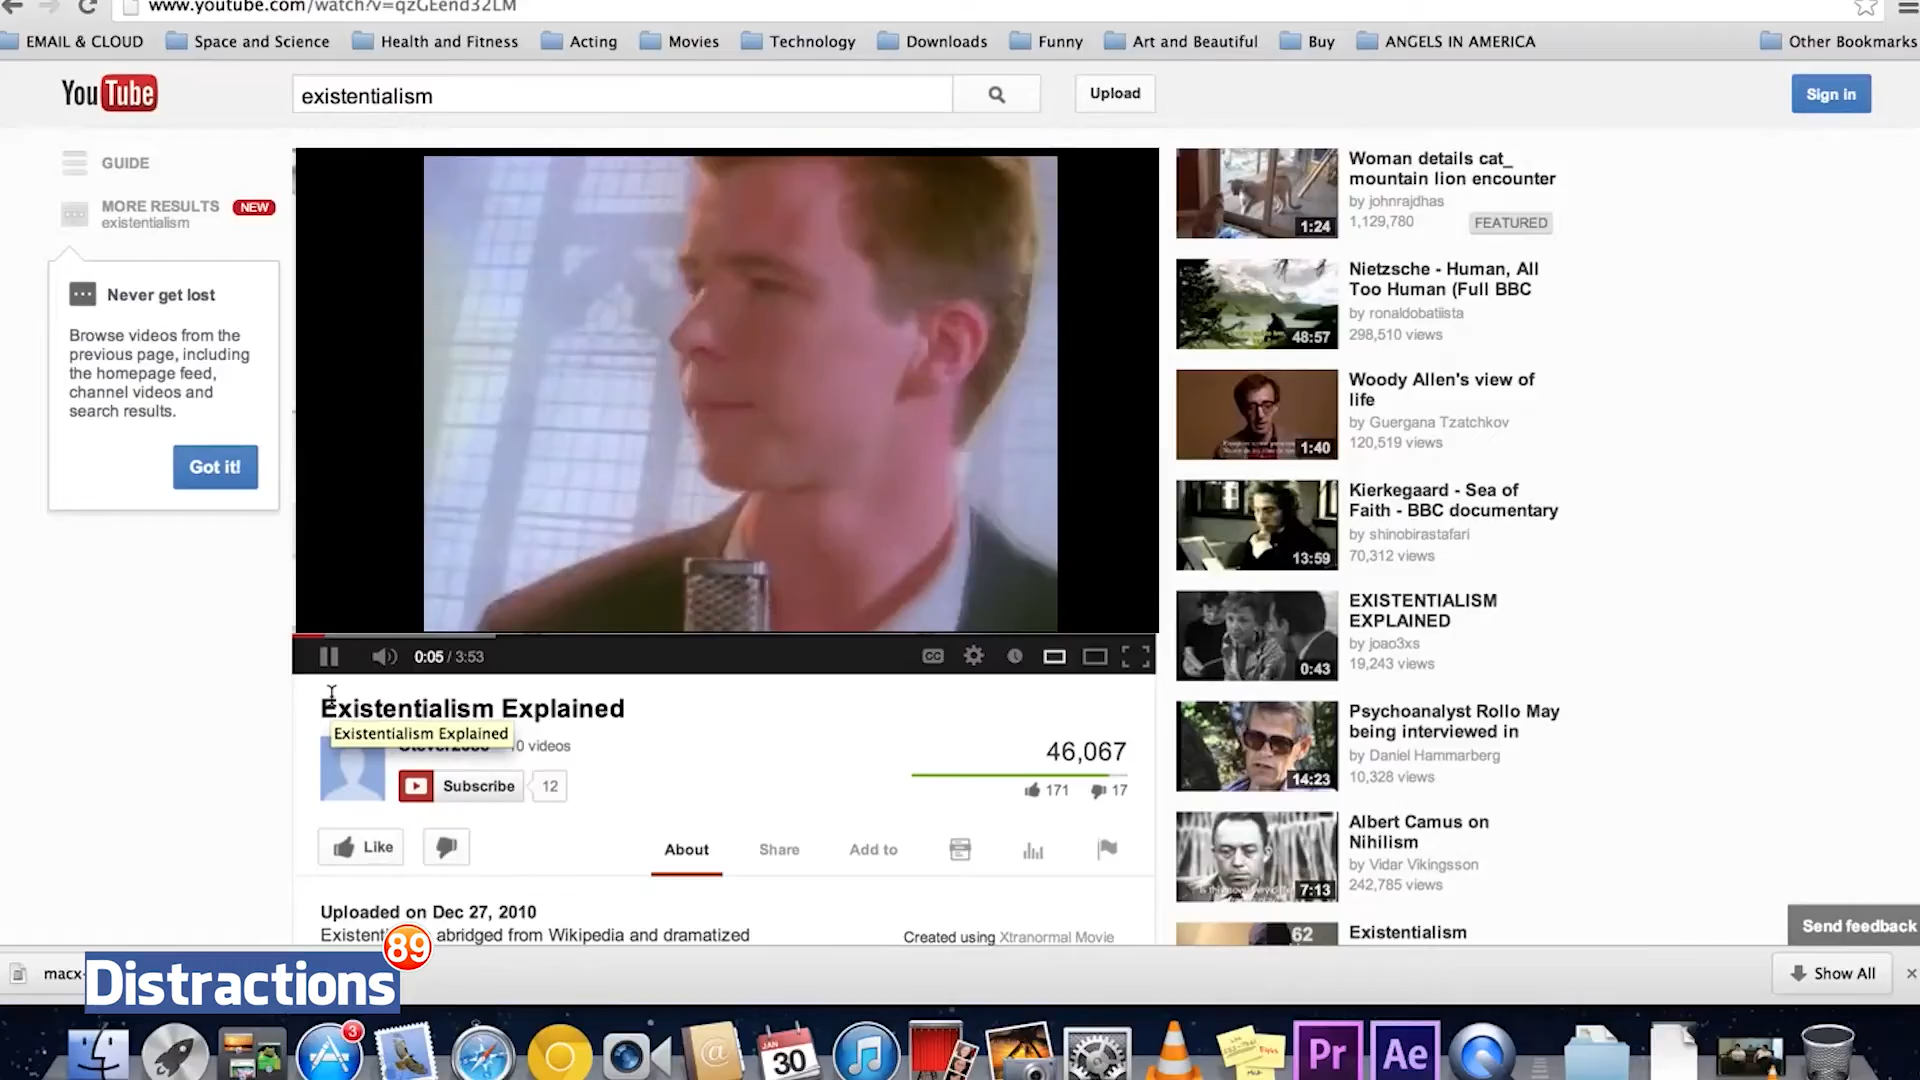 www.youtube.com/watch?v=qzGEend32LM
EMAIL & CLOUD
Space and Science
Health and Fitness
Acting
Movies
Technology
Downloads
Funny
Art and Beautiful
Buy
ANGELS IN AMERICA
Other Bookmarks
YouTube
existentialism
Upload
Sign in
GUIDE
MORE RESULTS NEW
existentialism
Never get lost
Browse videos from the
previous page, including
the homepage feed,
channel videos and
search results.
Got it!
0:05 / 3:53
CC
Existentialism Explained
Existentialism Explained
videos
Subscribe
12
46,067
171
17
Like
About
Share
Add to
Uploaded on Dec 27, 2010
abridged from Wikipedia and dramatized
Created using Xtranormal Movie
Woman details cat_
mountain lion encounter
by johnrajdhas
1,129,780
FEATURED
1:24
Nietzsche - Human, All
Too Human (Full BBC
by ronaldobatiista
298,510 views
48:57
Woody Allen's view of
life
by Guergana Tzatchkov
120,519 views
1:40
Kierkegaard - Sea of
Faith - BBC documentary
by shinobirastafari
70,312 views
13:59
EXISTENTIALISM
EXPLAINED
by joao3xs
19,243 views
0:43
Psychoanalyst Rollo May
being interviewed in
by Daniel Hammarberg
10,328 views
14:23
Albert Camus on
Nihilism
by Vidar Vikingsson
242,785 views
7:13
Existentialism
62
Send feedback
macx-
Distractions
89
Show All
3
JAN
30
Pr
Ae